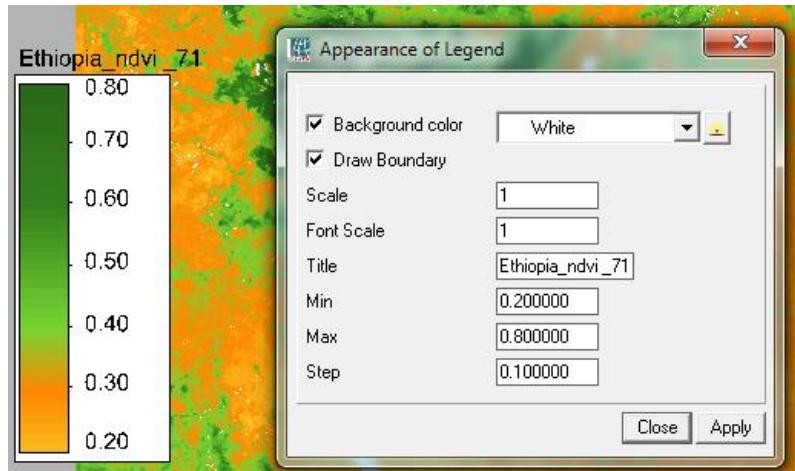 Ethiopia_ndvi _71
0.80
0.70
0.60
0.50
0.40
0.30
0.20
Appearance of Legend
Background color White
Draw Boundary
Scale 1
Font Scale 1
Title Ethiopia_ndvi _71
Min 0.200000
Max 0.800000
Step 0.100000
Close Apply